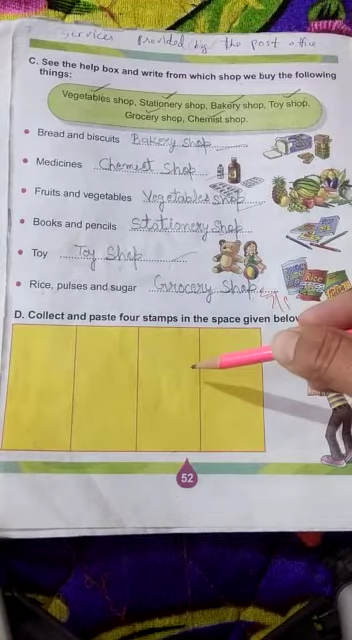 Services Provided by the post office
C. See the help box and write from which shop we buy the following
things:
Vegetables shop, Stationery shop, Bakery shop, Toy shop,
Grocery shop, Chemist shop.
• Bread and biscuits Bakery shop
• Medicines Chemist shop
• Fruits and vegetables Vegetables shop
• Books and pencils Stationery shop
• Toy Toy Shop
• Rice, pulses and sugar Grocery Shop
D. Collect and paste four stamps in the space given below
52